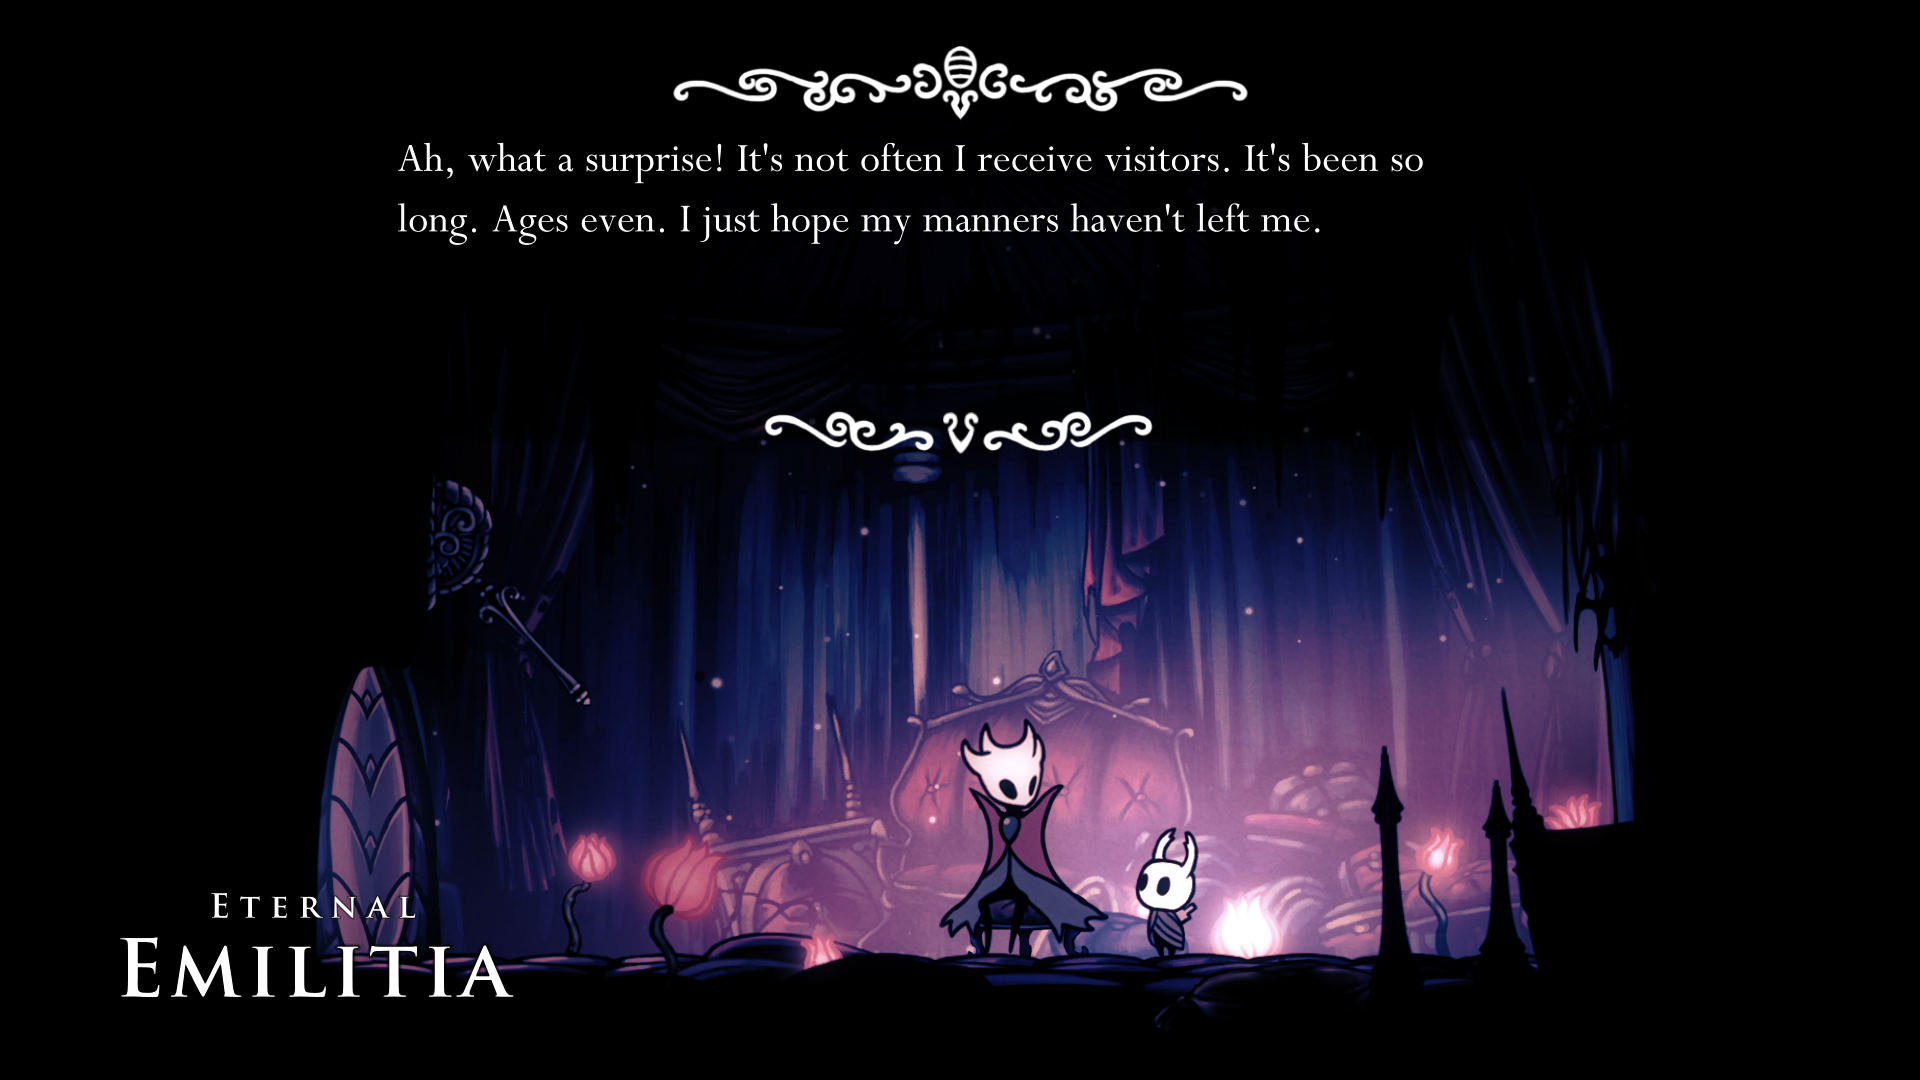 Ah, what a surprise! It's not often I receive visitors. It's been so
long. Ages even. I just hope my manners haven't left me.
ETERNAL
EMILITIA